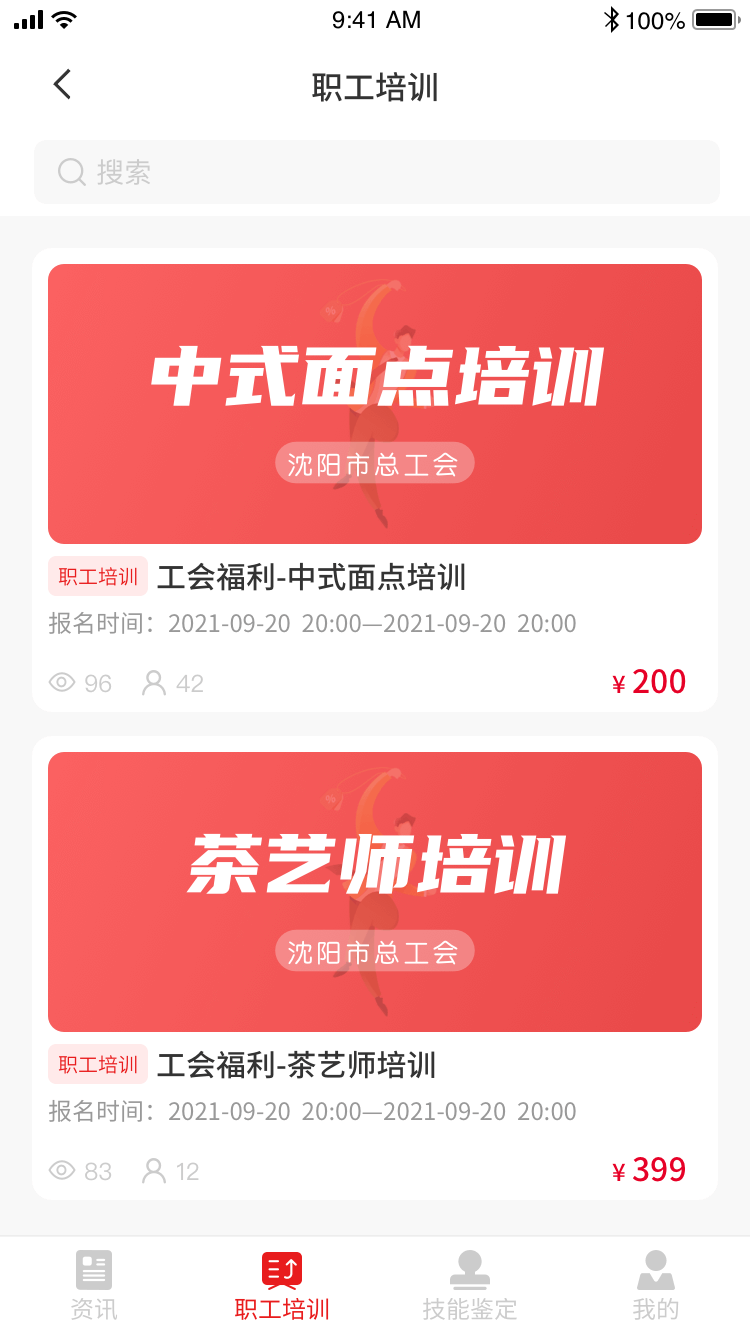 9:41 AM 100%
职工培训
搜索
中式面点培训
沈阳市总工会
职工培训 工会福利-中式面点培训
报名时间：2021-09-20 20:00—2021-09-20 20:00
96 42 ¥ 200
茶艺师培训
沈阳市总工会
职工培训 工会福利-茶艺师培训
报名时间：2021-09-20 20:00—2021-09-20 20:00
83 12 ¥ 399
资讯 职工培训 技能鉴定 我的